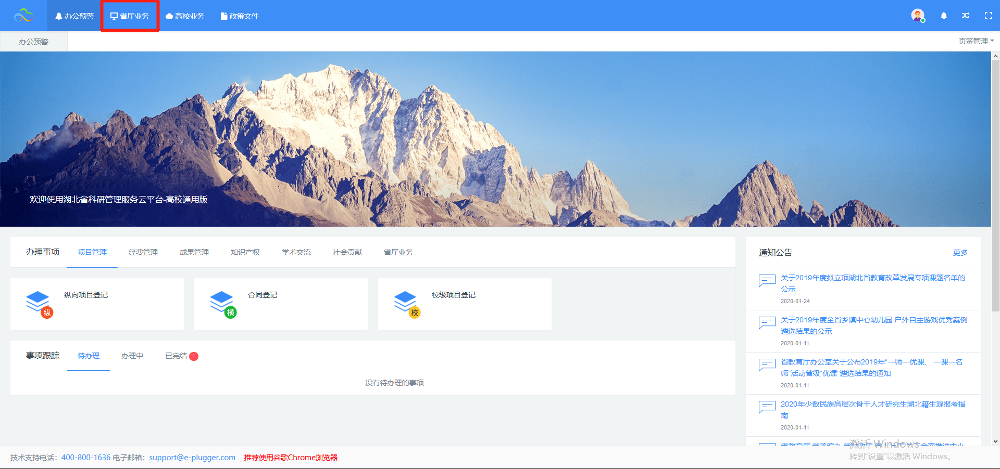 办公预警 省厅业务 高校业务 政策文件
办公预警 页签管理
欢迎使用湖北省科研管理服务云平台-高校通用版
办理事项 项目管理 经费管理 成果管理 知识产权 学术交流 社会贡献 省厅业务
纵向项目登记
纵
合同登记
横
校级项目登记
校
事项跟踪 待办理 办理中 已完结 1
没有待办理的事项
通知公告 更多
关于2019年度拟立项湖北省教育改革发展专项课题名单的
公示
2020-01-24
关于2019年度全省乡镇中心幼儿园 户外自主游戏优秀案例
遴选结果的公示
2020-01-11
省教育厅办公室关于公布2019年“一师一优课、 一课一名
师”活动省级“优课”遴选结果的通知
2020-01-11
2020年少数民族高层次骨干人才研究生湖北籍生源报考指
南
2020-01-11
激活 Windows
转到“设置”以激活 Windows。
技术支持电话：400-800-1636 电子邮箱：support@e-plugger.com 推荐使用谷歌Chrome浏览器